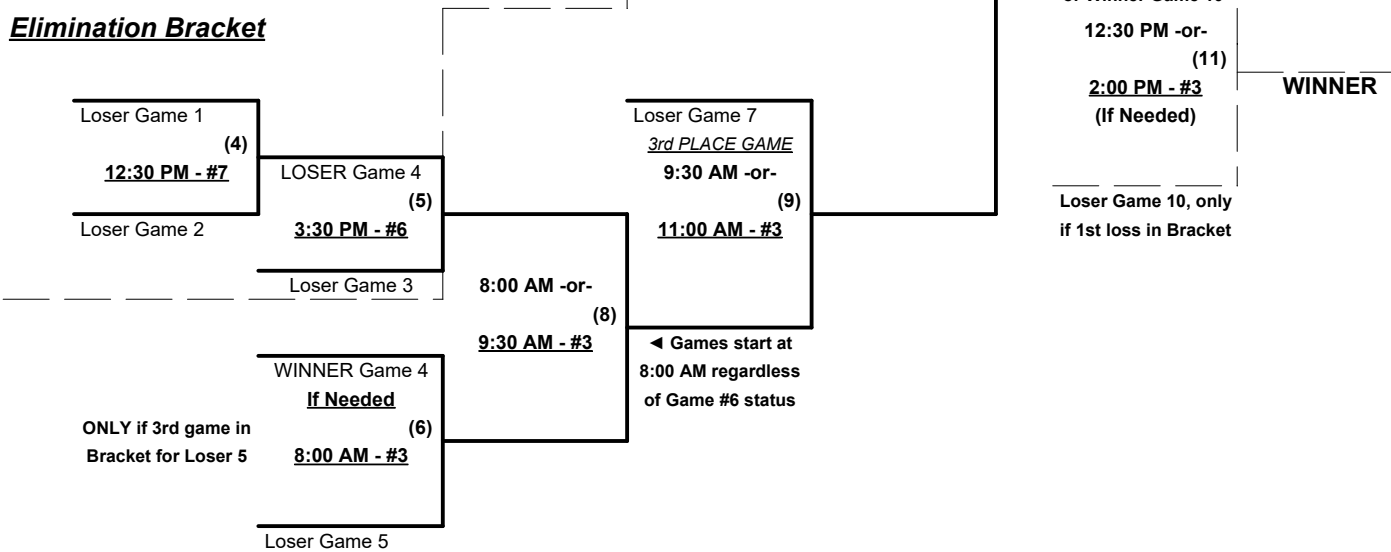 Elimination Bracket
12:30 PM -or-
(11)
2:00 PM - #3
(If Needed)
WINNER
Loser Game 10, only
if 1st loss in Bracket
Loser Game 1
(4)
12:30 PM - #7
Loser Game 2
LOSER Game 4
(5)
3:30 PM - #6
Loser Game 3
Loser Game 7
3rd PLACE GAME
9:30 AM -or-
(9)
11:00 AM - #3
8:00 AM -or-
(8)
9:30 AM - #3
◄ Games start at
8:00 AM regardless
of Game #6 status
WINNER Game 4
If Needed
(6)
8:00 AM - #3
ONLY if 3rd game in
Bracket for Loser 5
Loser Game 5